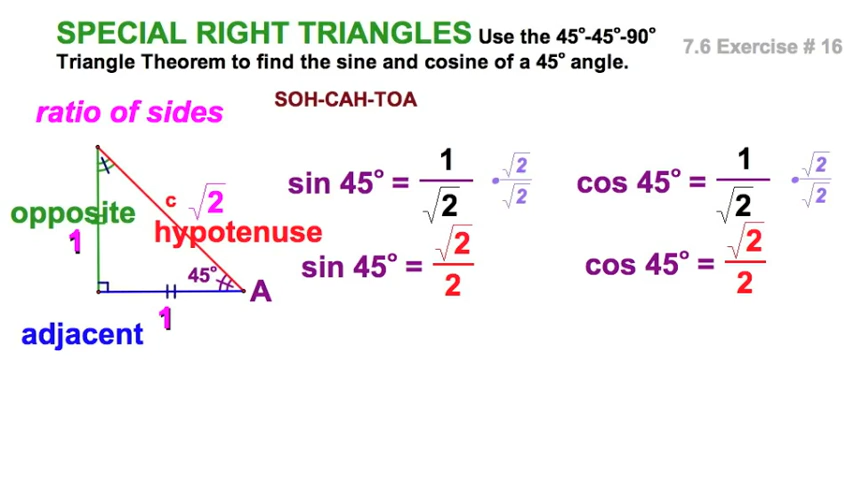 SPECIAL RIGHT TRIANGLES Use the 45°-45°-90°
Triangle Theorem to find the sine and cosine of a 45° angle.
7.6 Exercise # 16
SOH-CAH-TOA
ratio of sides
opposite
1
c √2
hypotenuse
45°
A
1
adjacent
sin 45° = 1/√2 · √2/√2
sin 45° = √2/2
cos 45° = 1/√2 · √2/√2
cos 45° = √2/2